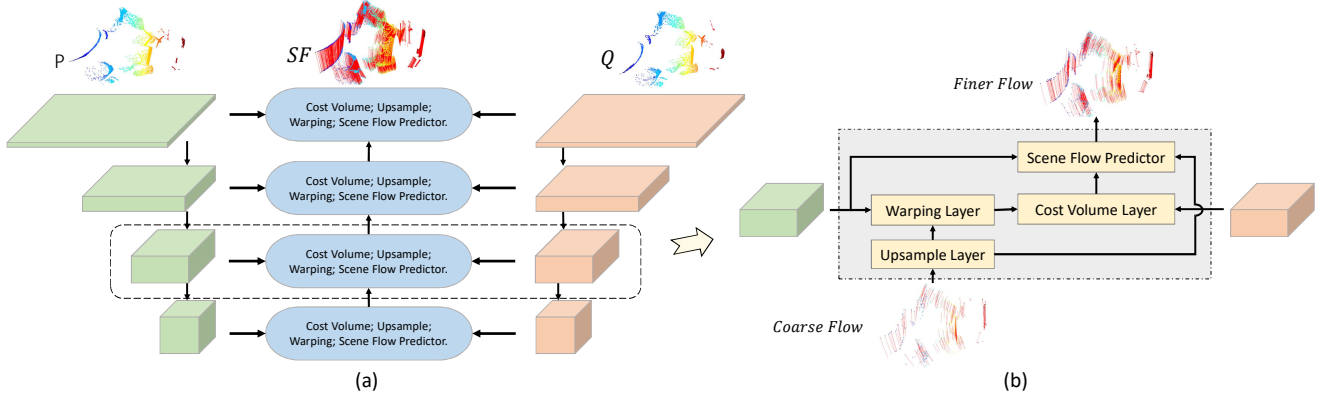 P
SF
Q
Cost Volume; Upsample;
Warping; Scene Flow Predictor.
Cost Volume; Upsample;
Warping; Scene Flow Predictor.
Cost Volume; Upsample;
Warping; Scene Flow Predictor.
Cost Volume; Upsample;
Warping; Scene Flow Predictor.
(a)
Finer Flow
Scene Flow Predictor
Warping Layer
Cost Volume Layer
Upsample Layer
Coarse Flow
(b)